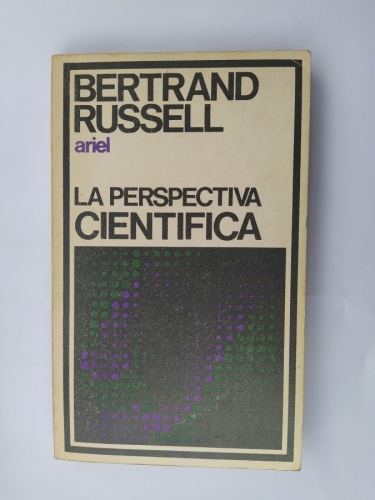 BERTRAND
RUSSELL
ariel
LA PERSPECTIVA
CIENTIFICA